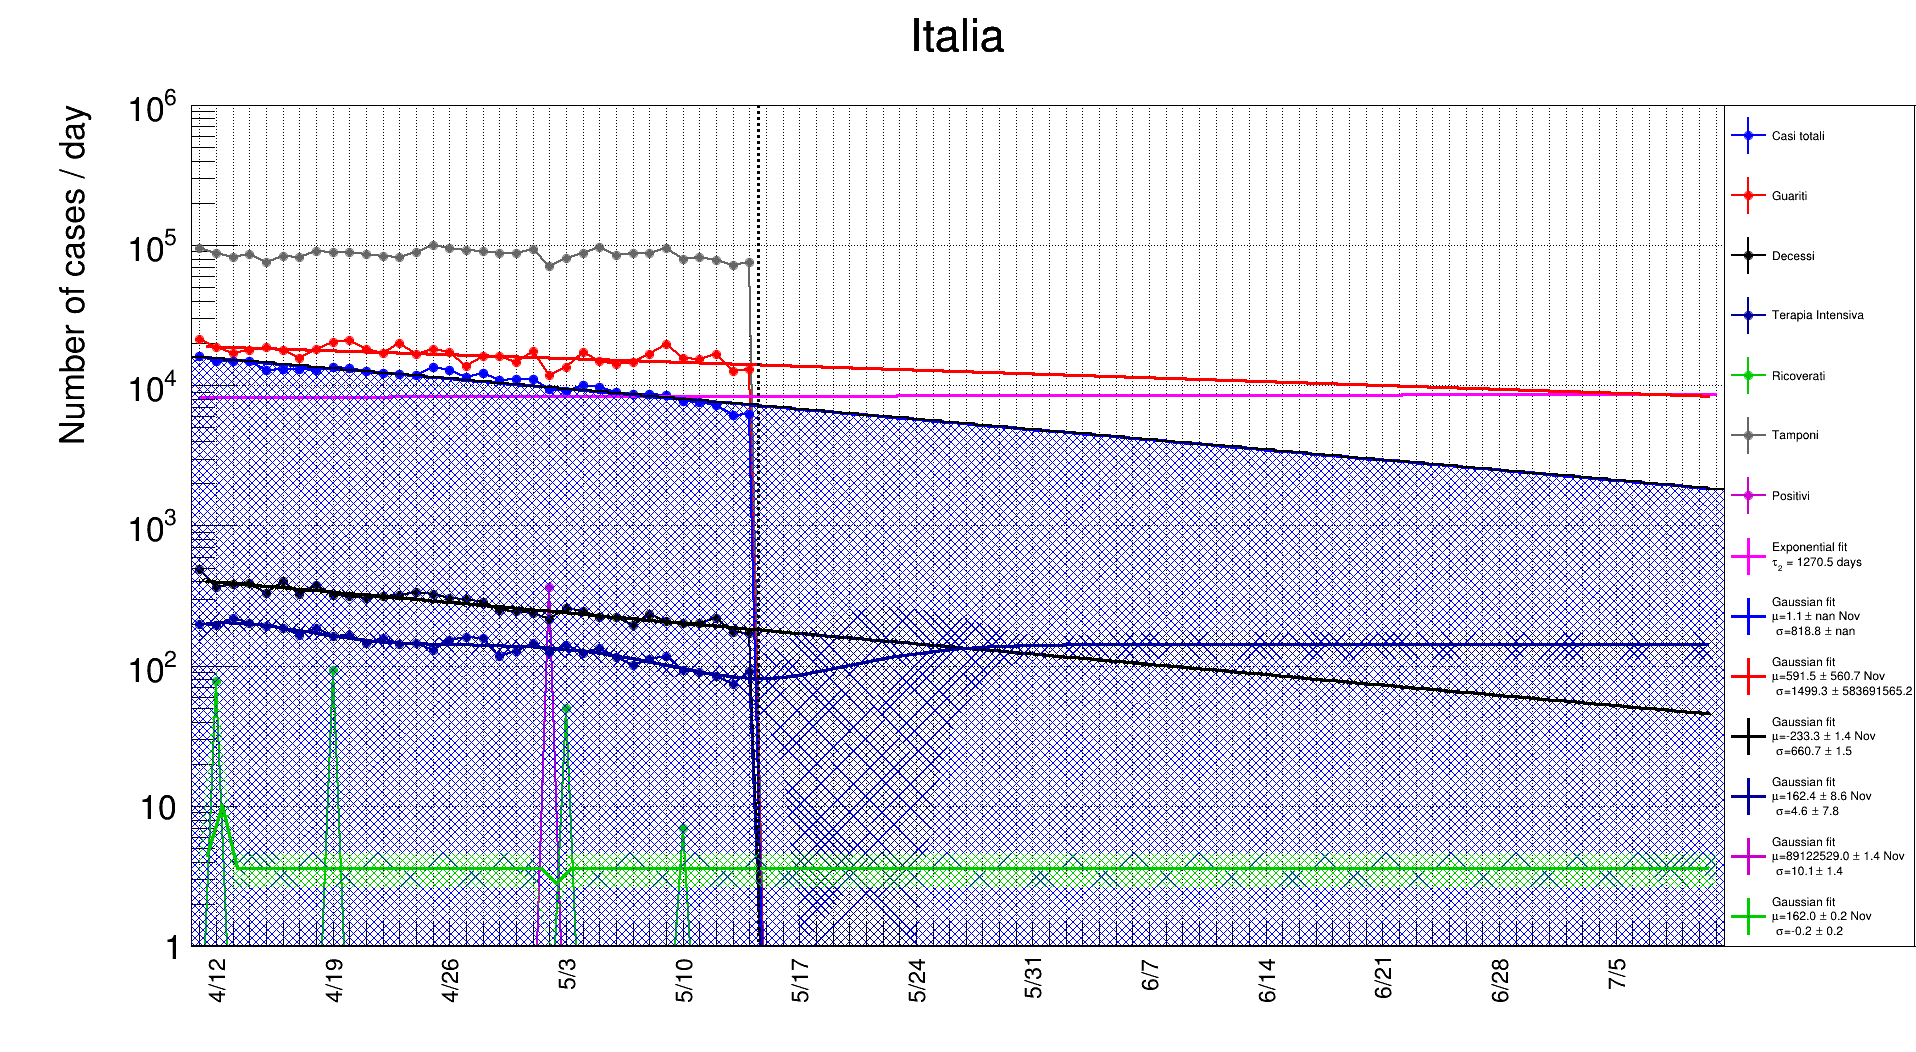 Italia
Number of cases / day
10^6
10^5
10^4
10^3
10^2
10
1
4/12
4/19
4/26
5/3
5/10
5/17
5/24
5/31
6/7
6/14
6/21
6/28
7/5
Casi totali
Guariti
Decessi
Terapia Intensiva
Ricoverati
Tamponi
Positivi
Exponential fit
τ_2 = 1270.5 days
Gaussian fit
μ=1.1 ± nan Nov
σ=818.8 ± nan
Gaussian fit
μ=591.5 ± 560.7 Nov
σ=1499.3 ± 583691565.2
Gaussian fit
μ=-233.3 ± 1.4 Nov
σ=660.7 ± 1.5
Gaussian fit
μ=162.4 ± 8.6 Nov
σ=4.6 ± 7.8
Gaussian fit
μ=89122529.0 ± 1.4 Nov
σ=10.1 ± 1.4
Gaussian fit
μ=162.0 ± 0.2 Nov
σ=-0.2 ± 0.2